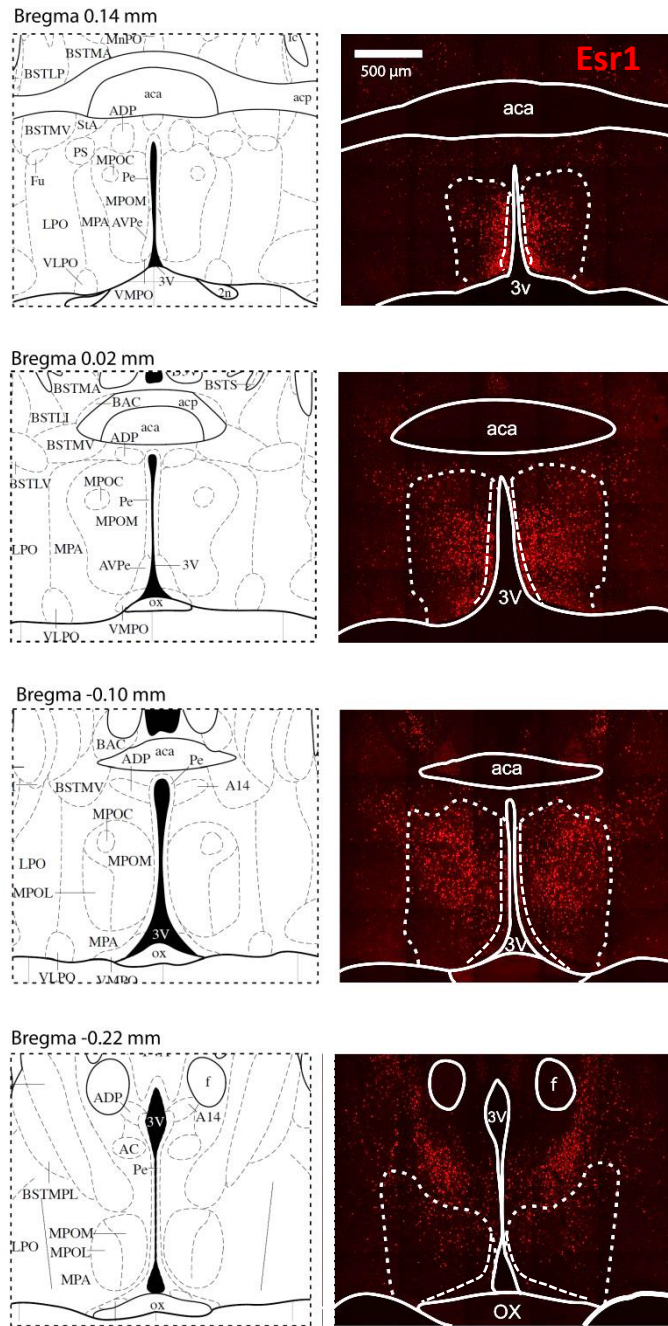 Bregma 0.14 mm
MnPO
BSTMA
ic
BSTLP
aca
acp
ADP
BSTMV
StA
PS
MPOC
Fu
Pe
MPOM
LPO
MPA
AVPe
VLPO
VMPO
3V
2n
500 µm
Esr1
aca
3v
Bregma 0.02 mm
BSTMA
BSTS
BAC
acp
BSTLI
aca
BSTMV
ADP
BSTLV
MPOC
Pe
MPOM
LPO
MPA
AVPe
3V
ox
VLPO
VMPO
aca
3V
Bregma -0.10 mm
BAC
aca
ADP
Pe
BSTMV
A14
MPOC
LPO
MPOM
MPOL
3V
MPA
ox
VLPO
VMPO
aca
3V
Bregma -0.22 mm
f
ADP
3V
A14
AC
Pe
BSTMPL
MPOM
LPO
MPOL
MPA
ox
f
3V
OX